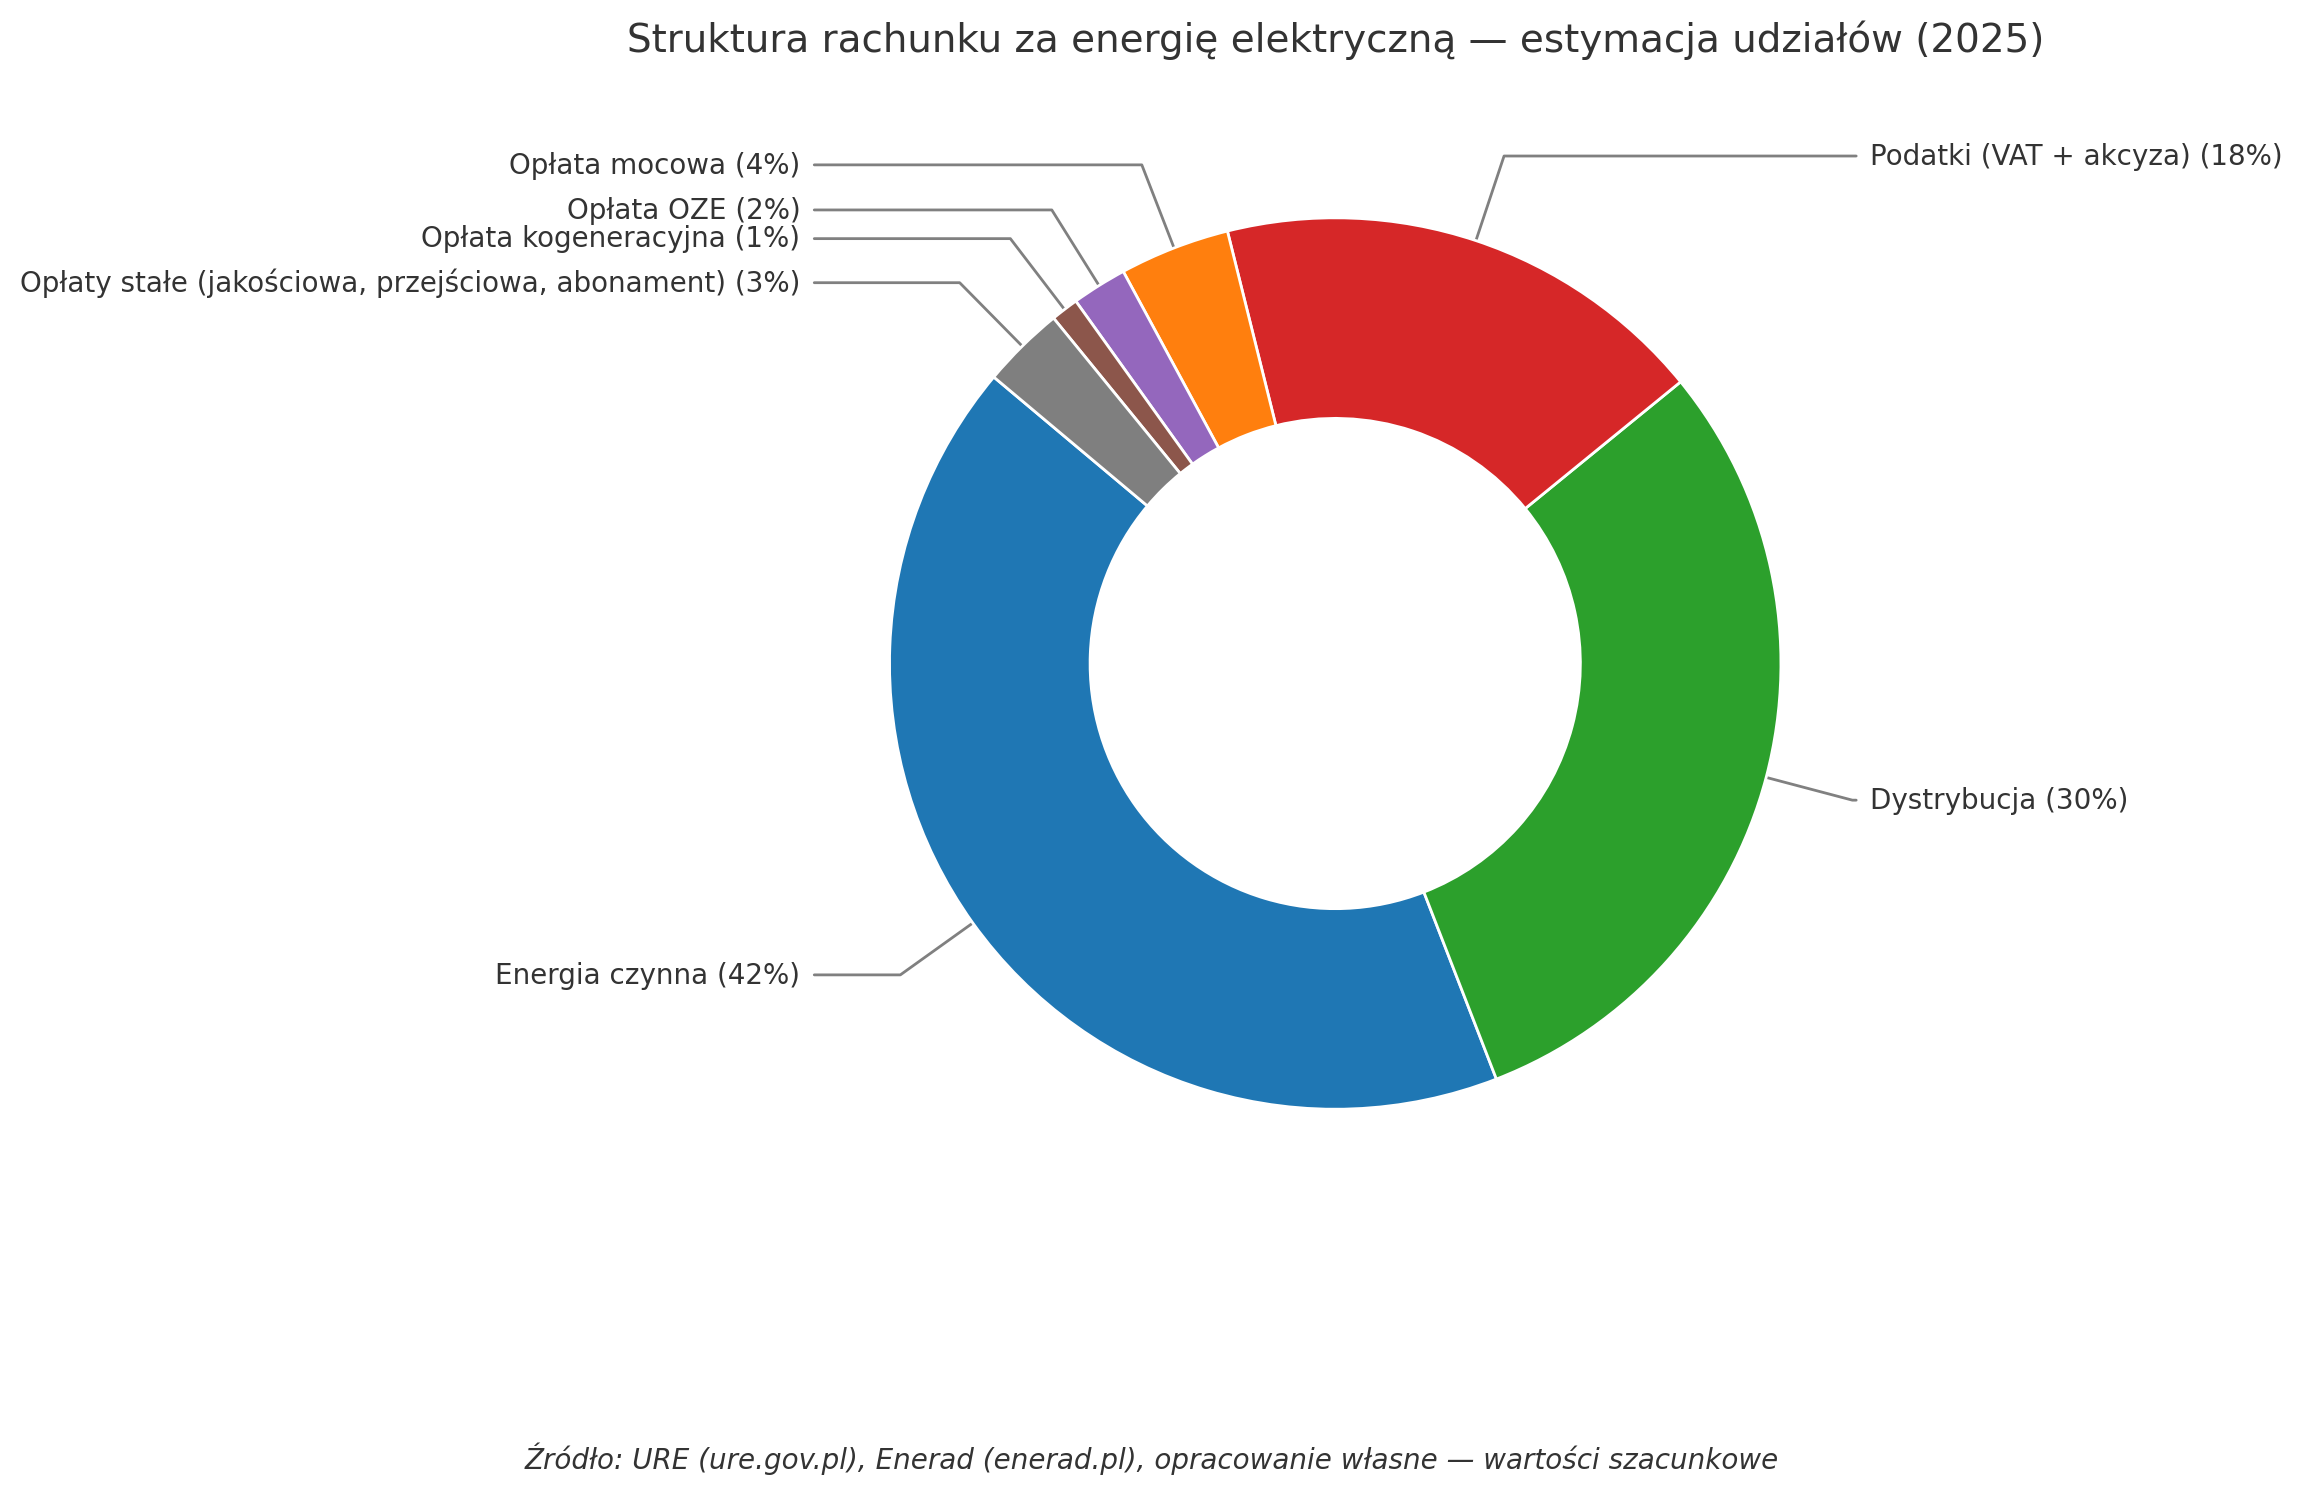 Struktura rachunku za energię elektryczną — estymacja udziałów (2025)
Podatki (VAT + akcyza) (18%)
Opłata mocowa (4%)
Opłata OZE (2%)
Opłata kogeneracyjna (1%)
Opłaty stałe (jakościowa, przejściowa, abonament) (3%)
Dystrybucja (30%)
Energia czynna (42%)
Źródło: URE (ure.gov.pl), Enerad (enerad.pl), opracowanie własne — wartości szacunkowe